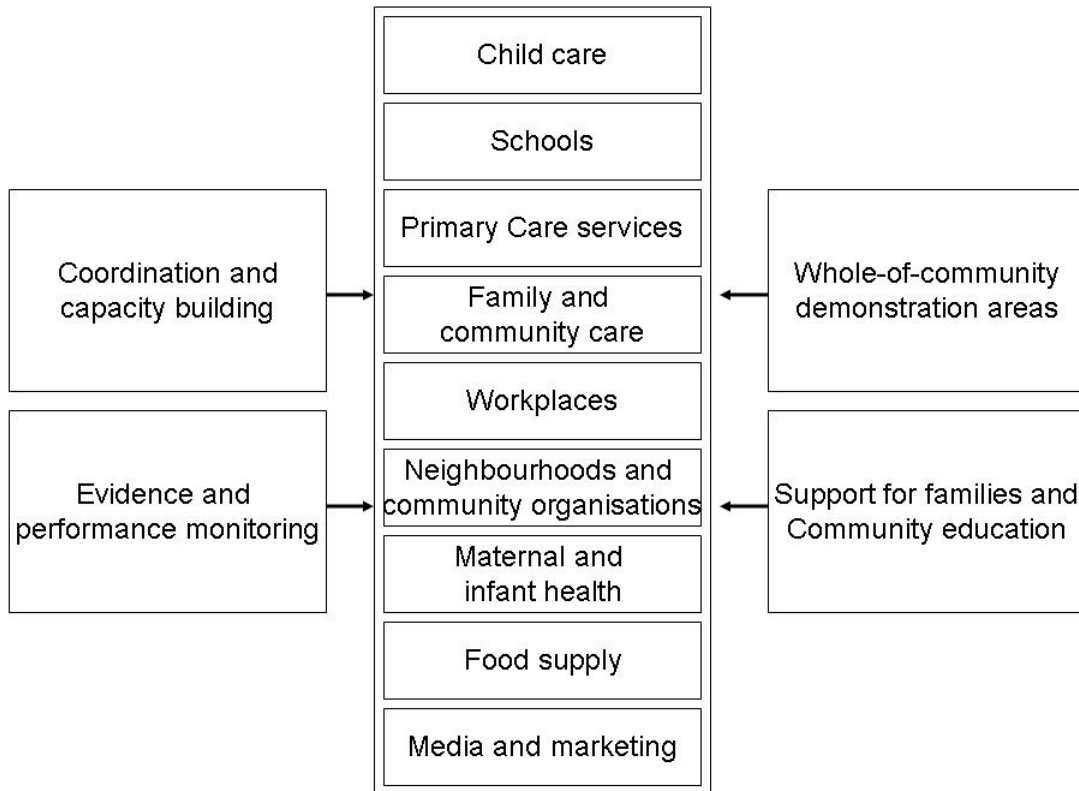 Child care
Schools
Primary Care services
Family and
community care
Workplaces
Neighbourhoods and
community organisations
Maternal and
infant health
Food supply
Media and marketing
Coordination and
capacity building
Evidence and
performance monitoring
Whole-of-community
demonstration areas
Support for families and
Community education